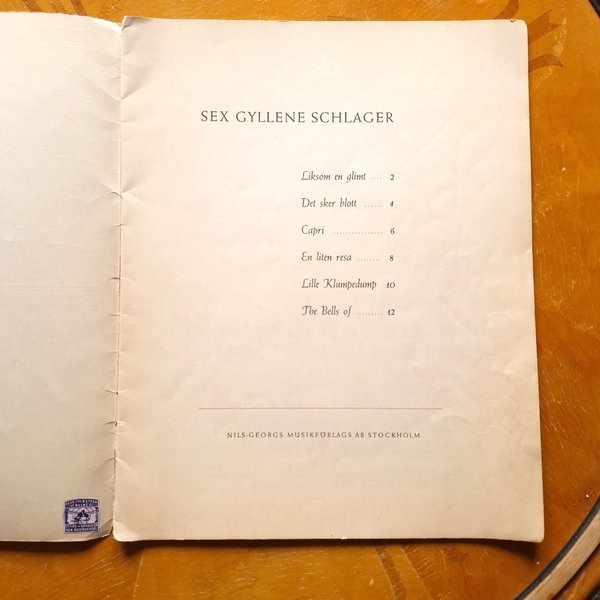 SEX GYLLENE SCHLAGER
Liksom en glimt .... 2
Det sker blott ...... 4
Capri ................ 6
En liten resa ........ 8
Lille Klumpedump 10
The Bells of ........ 12
NILS-GEORGS MUSIKFÖRLAGS AB STOCKHOLM